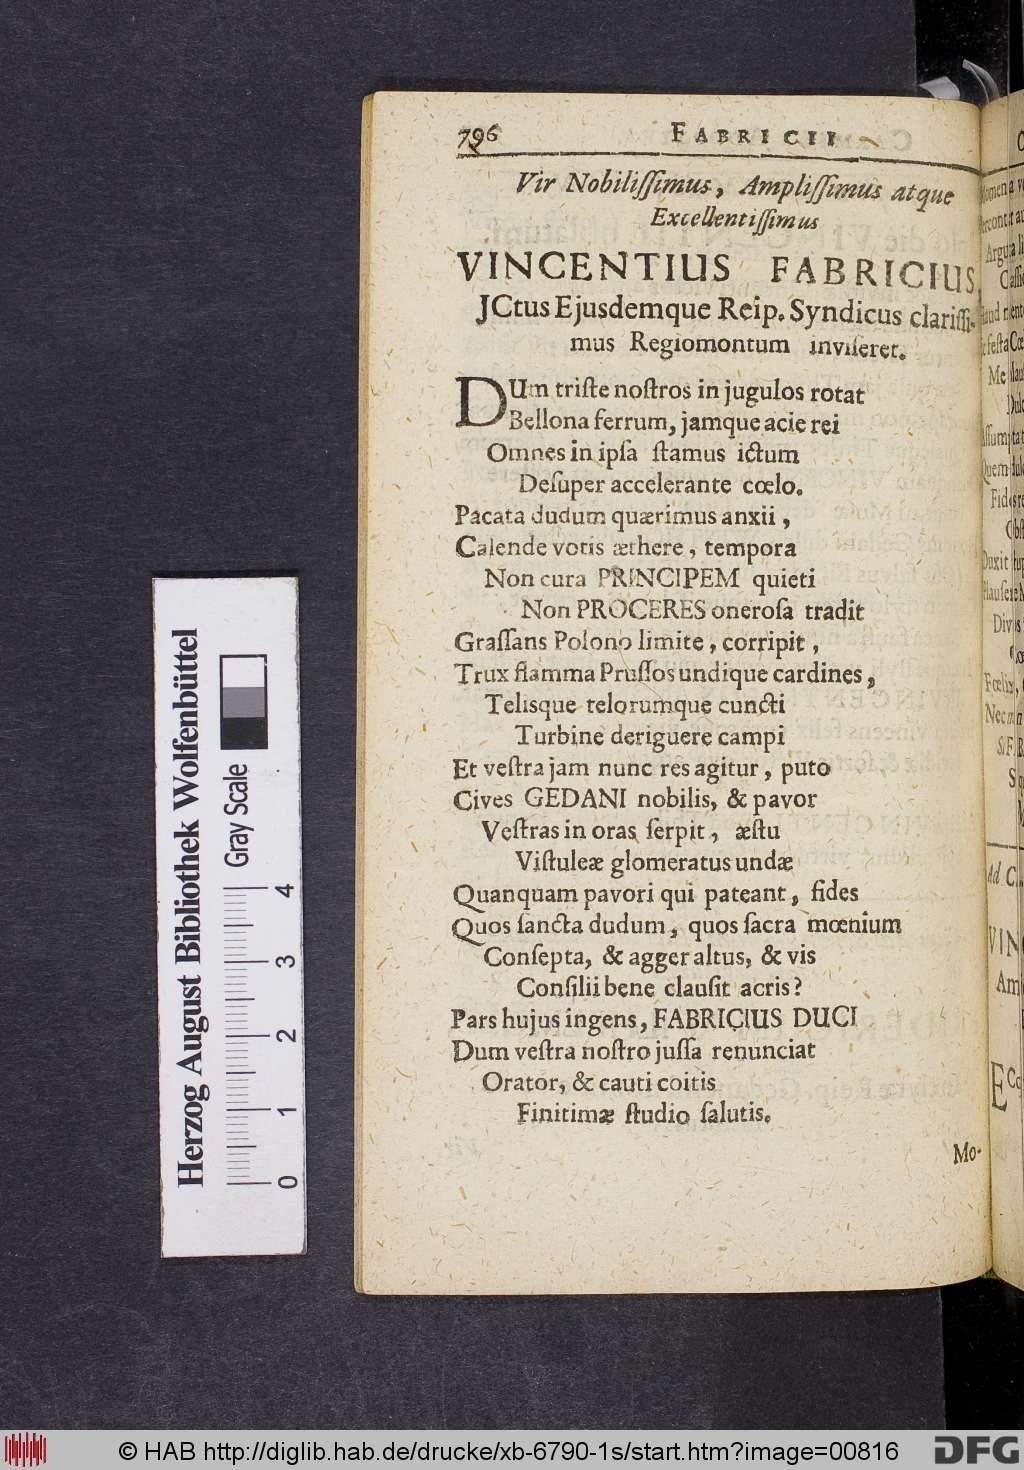 796 FABRICII
Vir Nobiliſſimus, Ampliſſimus atque
Excellentiſſimus
VINCENTIUS FABRICIUS,
JCtus Ejusdemque Reip. Syndicus clariſſi-
mus Regiomontum inviſeret.
DUm triſte noſtros in jugulos rotat
Bellona ferrum, jamque acie rei
Omnes in ipſa ſtamus ictum
Deſuper accelerante cœlo.
Pacata dudum quærimus anxii,
Calende votis æthere, tempora
Non cura PRINCIPEM quieti
Non PROCERES oneroſa tradit
Graſſans Polono limite, corripit,
Trux flamma Pruſſos undique cardines,
Telisque telorumque cuncti
Turbine deriguere campi
Et veſtra jam nunc res agitur, puto
Cives GEDANI nobilis, & pavor
Veſtras in oras ſerpit, æſtu
Viſtuleæ glomeratus undæ
Quanquam pavori qui pateant, fides
Quos ſancta dudum, quos ſacra mœnium
Conſepta, & agger altus, & vis
Conſilii bene clauſit acris?
Pars hujus ingens, FABRICIUS DUCI
Dum veſtra noſtro juſſa renunciat
Orator, & cauti coitis
Finitimæ ſtudio ſalutis.
Mo-
Herzog August Bibliothek Wolfenbüttel
Gray Scale
0 1 2 3 4
© HAB http://diglib.hab.de/drucke/xb-6790-1s/start.htm?image=00816
DFG